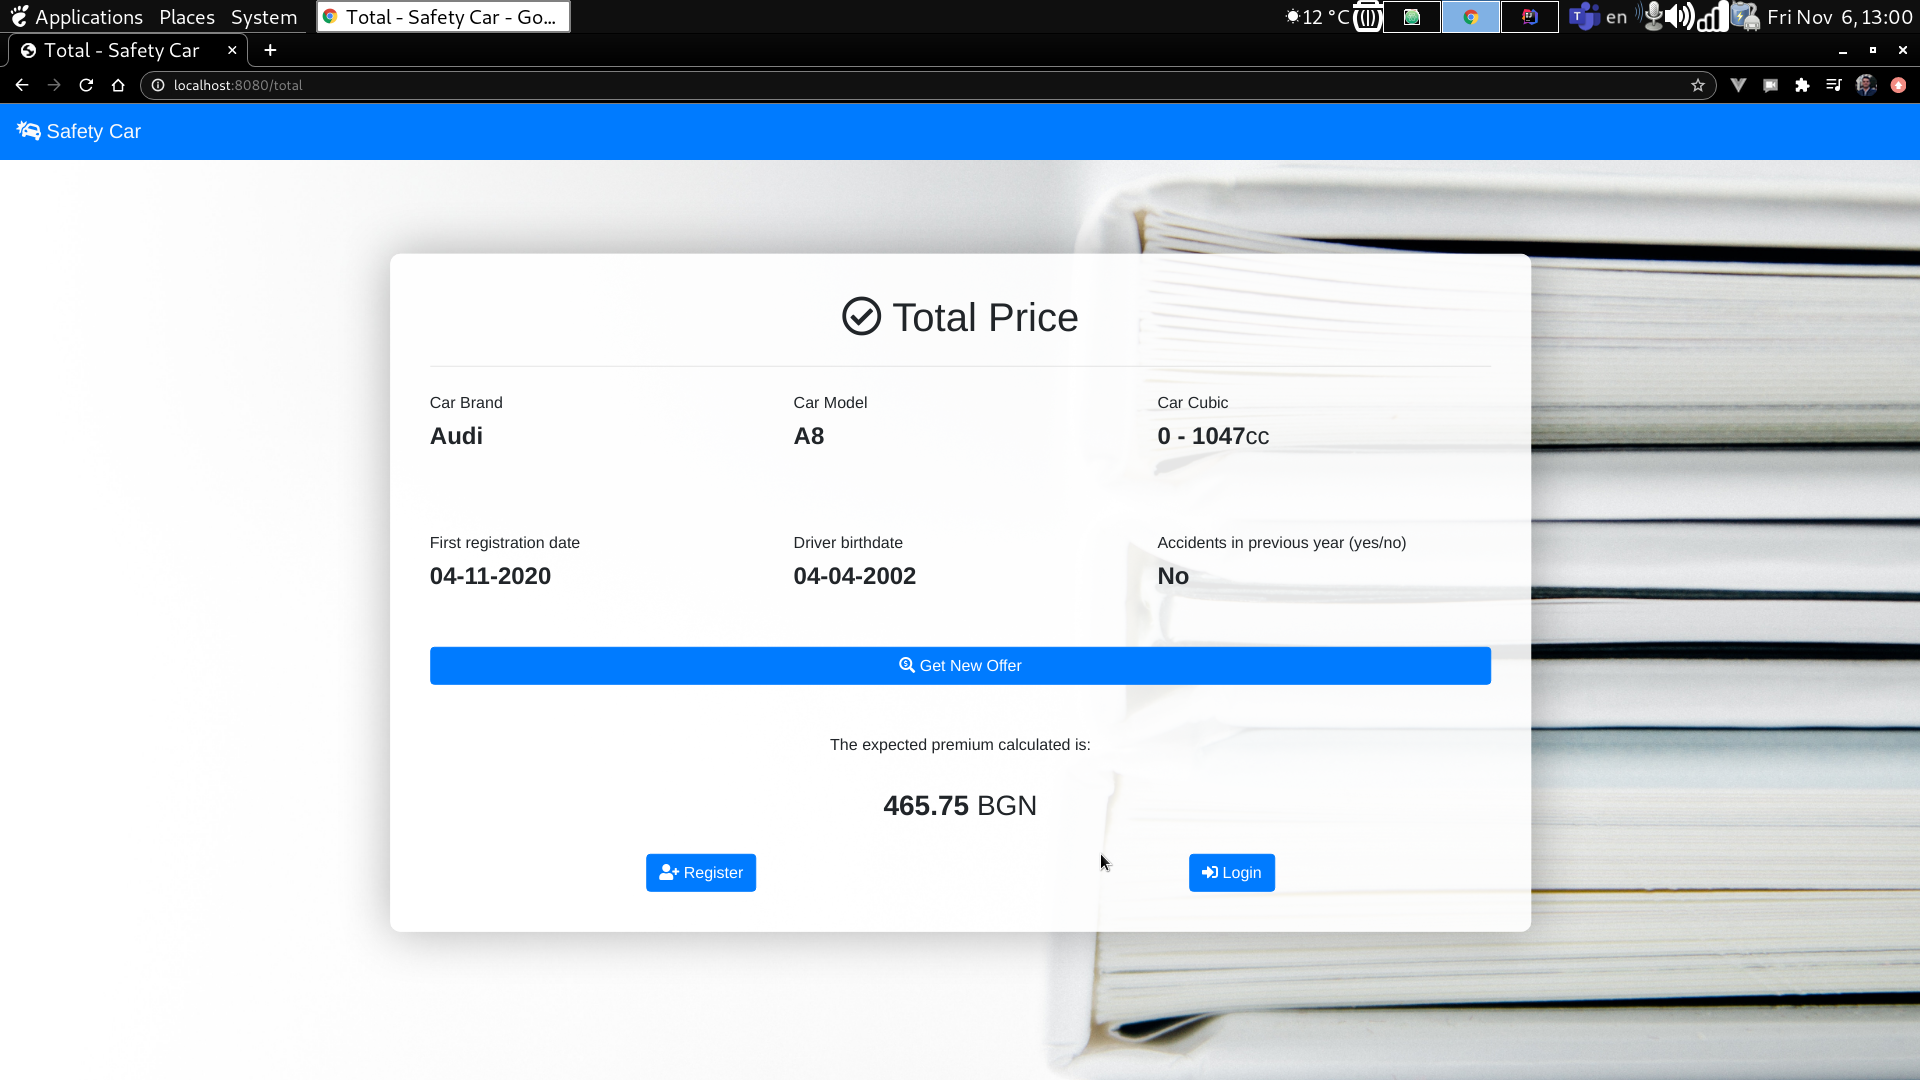 Applications Places System Total - Safety Car - Go... 12 °C en Fri Nov 6, 13:00
Total - Safety Car
localhost:8080/total
Safety Car
Total Price
Car Brand Car Model Car Cubic
Audi A8 0 - 1047cc
First registration date Driver birthdate Accidents in previous year (yes/no)
04-11-2020 04-04-2002 No
Get New Offer
The expected premium calculated is:
465.75 BGN
Register Login